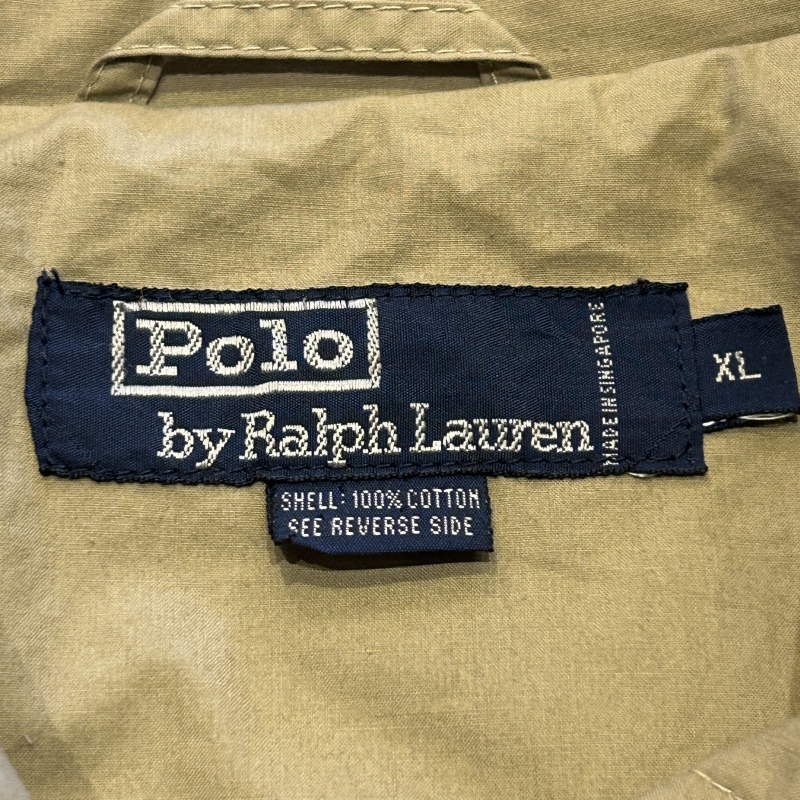 Polo
by Ralph Lauren
MADE IN SINGAPORE
XL
SHELL: 100% COTTON
SEE REVERSE SIDE